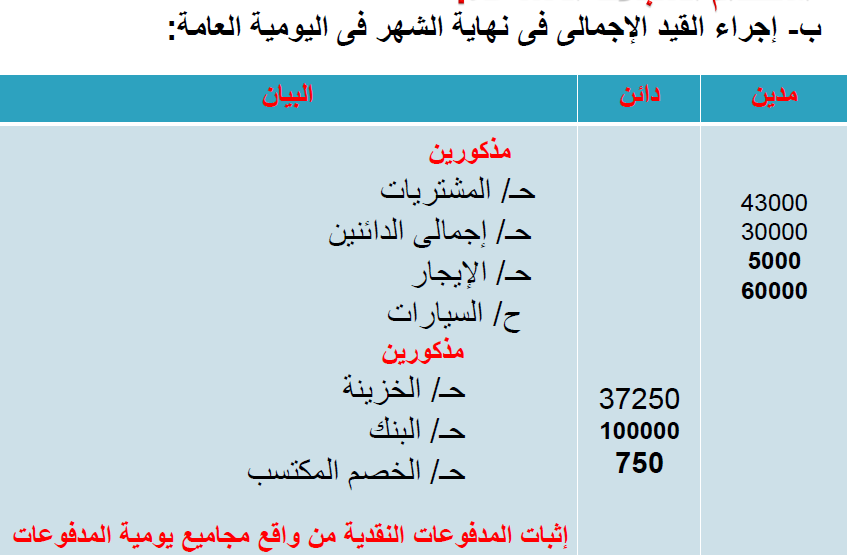 ب- إجراء القيد الإجمالى فى نهاية الشهر فى اليومية العامة:
مدين دائن البيان
مذكورين
43000 حـ/ المشتريات
30000 حـ/ إجمالى الدائنين
5000 حـ/ الإيجار
60000 ح/ السيارات
مذكورين
37250 حـ/ الخزينة
100000 حـ/ البنك
750 حـ/ الخصم المكتسب
إثبات المدفوعات النقدية من واقع مجاميع يومية المدفوعات